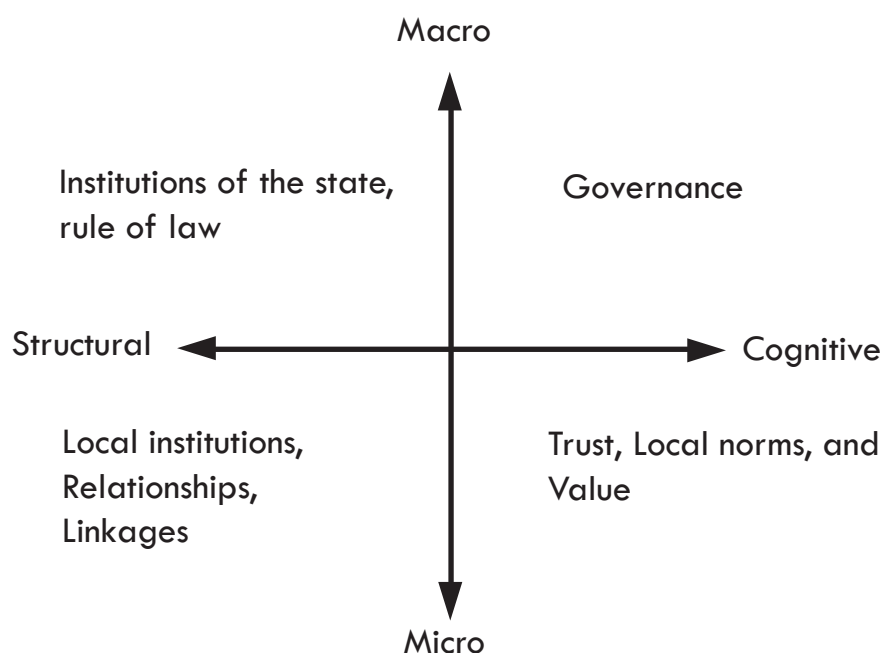 Macro
Institutions of the state,
rule of law
Governance
Structural
Cognitive
Local institutions,
Relationships,
Linkages
Trust, Local norms, and
Value
Micro